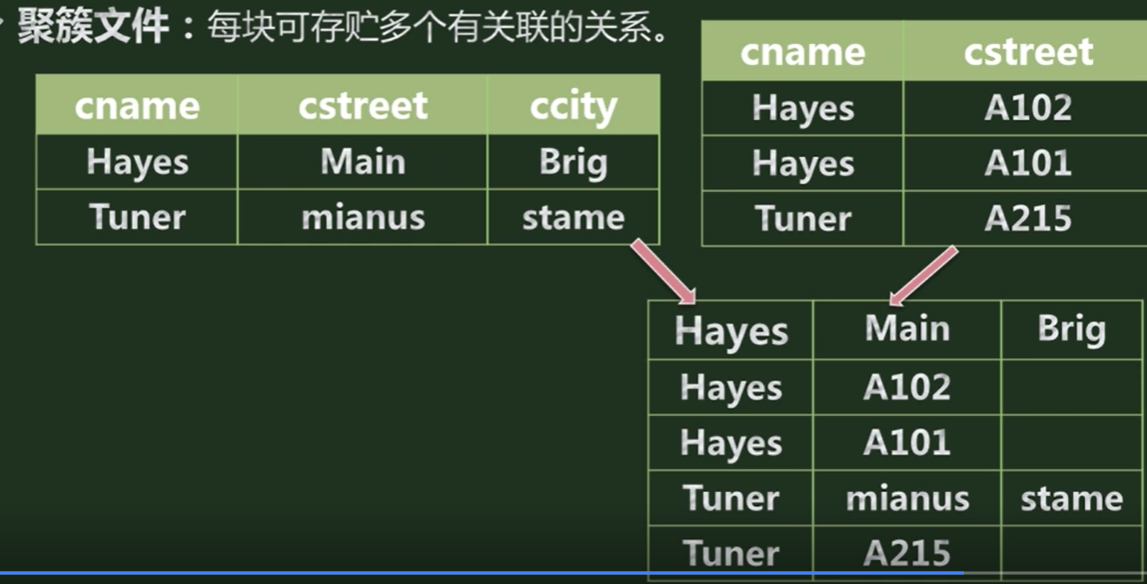 聚簇文件：每块可存贮多个有关联的关系。
cname cstreet ccity
Hayes Main Brig
Tuner mianus stame
cname cstreet
Hayes A102
Hayes A101
Tuner A215
Hayes Main Brig
Hayes A102
Hayes A101
Tuner mianus stame
Tuner A215